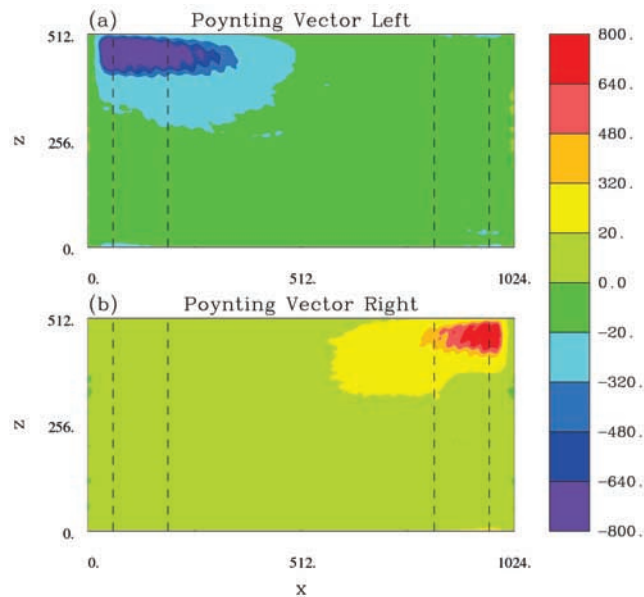 (a) Poynting Vector Left
512.
z 256.
0.
0. 512. 1024.
(b) Poynting Vector Right
512.
z 256.
0.
0. 512. 1024.
x
800.
640.
480.
320.
20.
0.0
-20.
-320.
-480.
-640.
-800.